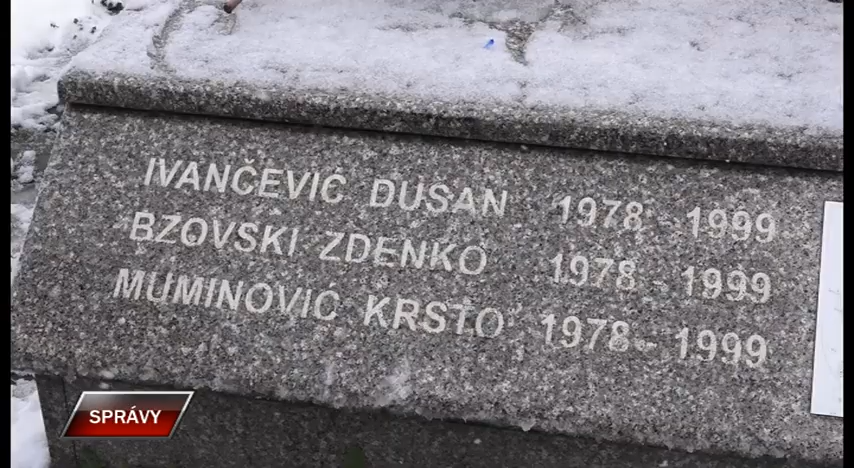 IVANČEVIĆ DUSAN 1978 - 1999
BZOVSKI ZDENKO 1978 - 1999
MUMINOVIĆ KRSTO 1978 - 1999
SPRÁVY